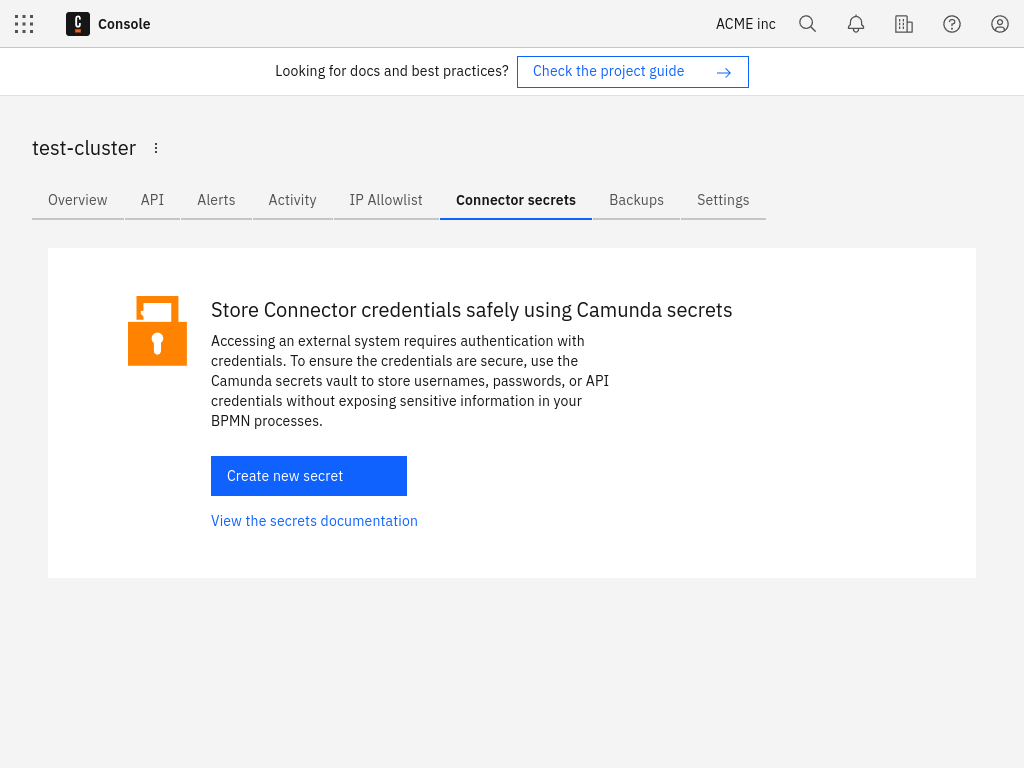 Console
ACME inc
Looking for docs and best practices?
Check the project guide
test-cluster
Overview
API
Alerts
Activity
IP Allowlist
Connector secrets
Backups
Settings
Store Connector credentials safely using Camunda secrets
Accessing an external system requires authentication with
credentials. To ensure the credentials are secure, use the
Camunda secrets vault to store usernames, passwords, or API
credentials without exposing sensitive information in your
BPMN processes.
Create new secret
View the secrets documentation